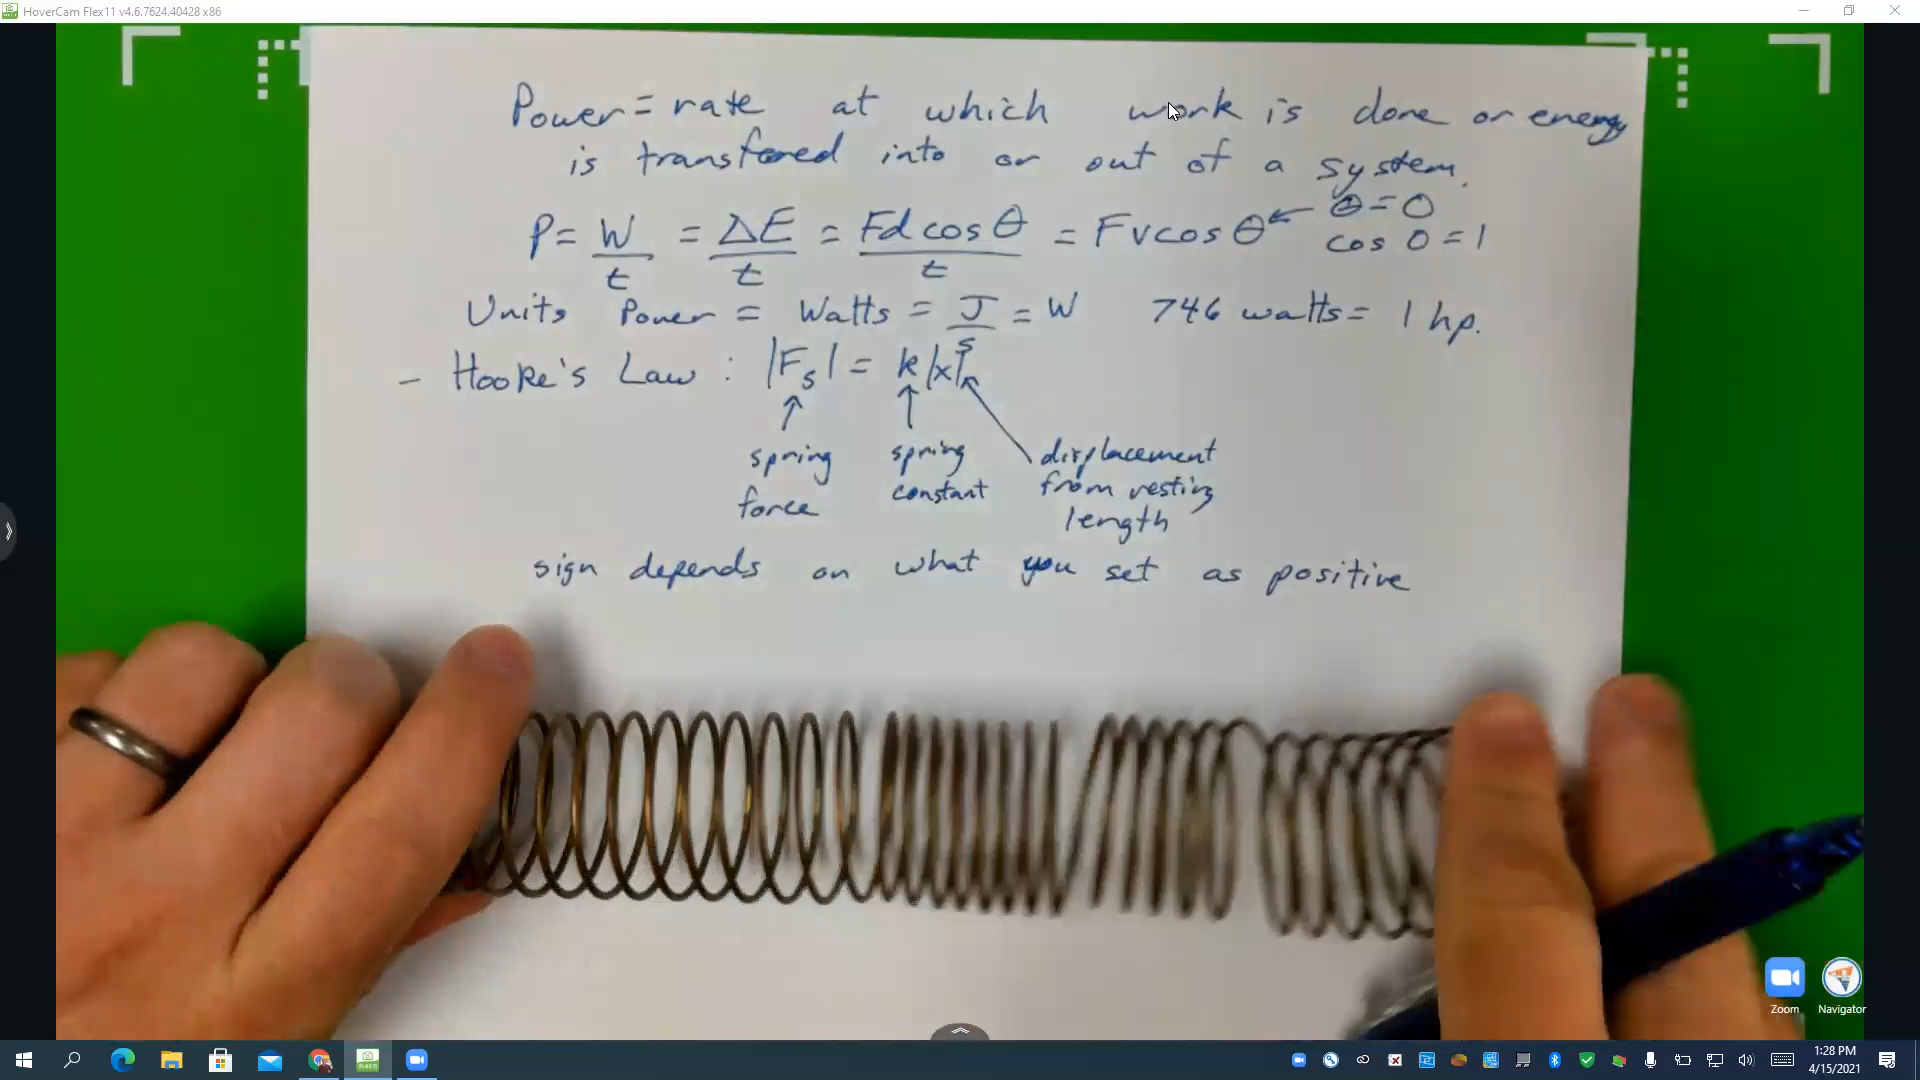 HoverCam Flex11 v4.6.7624.40428 x86
Power = rate at which work is done or energy
is transfered into or out of a system.
P = W/t = ΔE/t = Fd cos θ/t = Fv cos θ ← θ = 0
cos 0 = 1
Units Power = Watts = J/s = W 746 watts = 1 hp.
- Hooke's Law : |Fs| = k|x|
spring force
spring constant
displacement from resting length
sign depends on what you set as positive
Zoom
Navigator
1:28 PM
4/15/2021